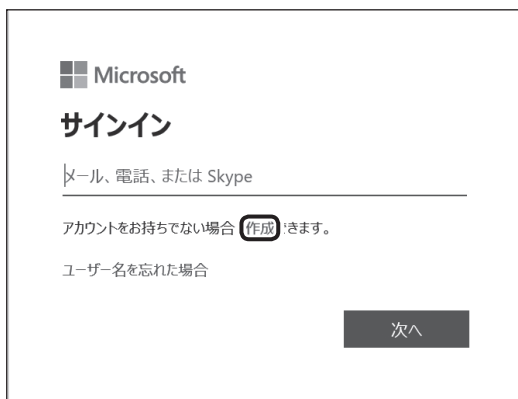 Microsoft
サインイン
メール、電話、または Skype
アカウントをお持ちでない場合 作成 きます。
ユーザー名を忘れた場合
次へ